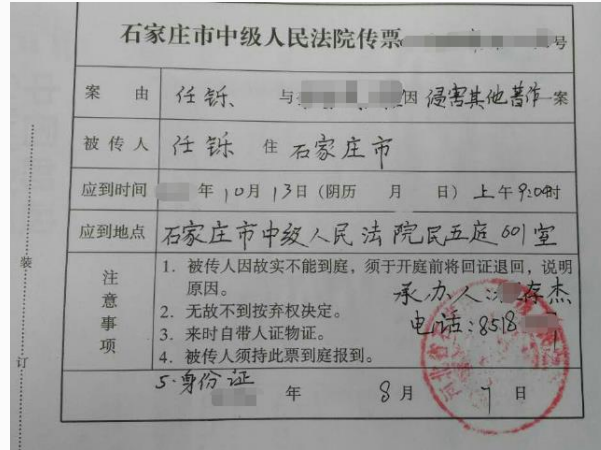 石家庄市中级人民法院传票 号
案由 任铄、与 因侵害其他著作一案
被传人 任铄 住 石家庄市
应到时间 年10月13日(阴历 月 日)上午9:0时
应到地点 石家庄市中级人民法院民五庭601室
注意事项
1. 被传人因故实不能到庭,须于开庭前将回证退回,说明
原因。
承办人: 存杰
2. 无故不到按弃权决定。
电话:8518
3. 来时自带人证物证。
4. 被传人须持此票到庭报到。
5.身份证
年 8月 7日
装
订